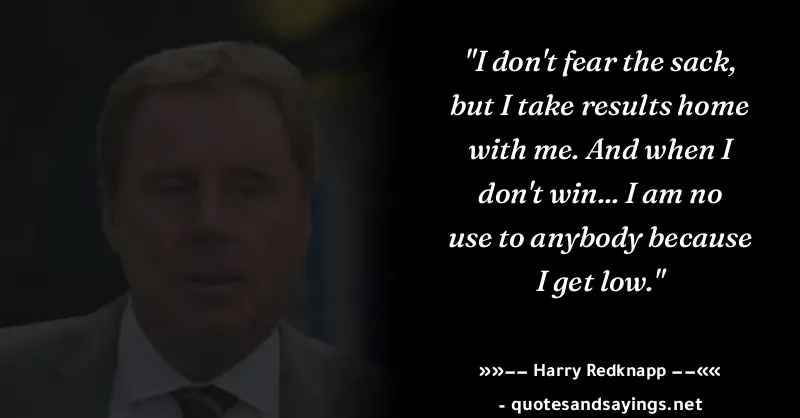 "I don't fear the sack,
but I take results home
with me. And when I
don't win... I am no
use to anybody because
I get low."
»»−− Harry Redknapp −−««
- quotesandsayings.net